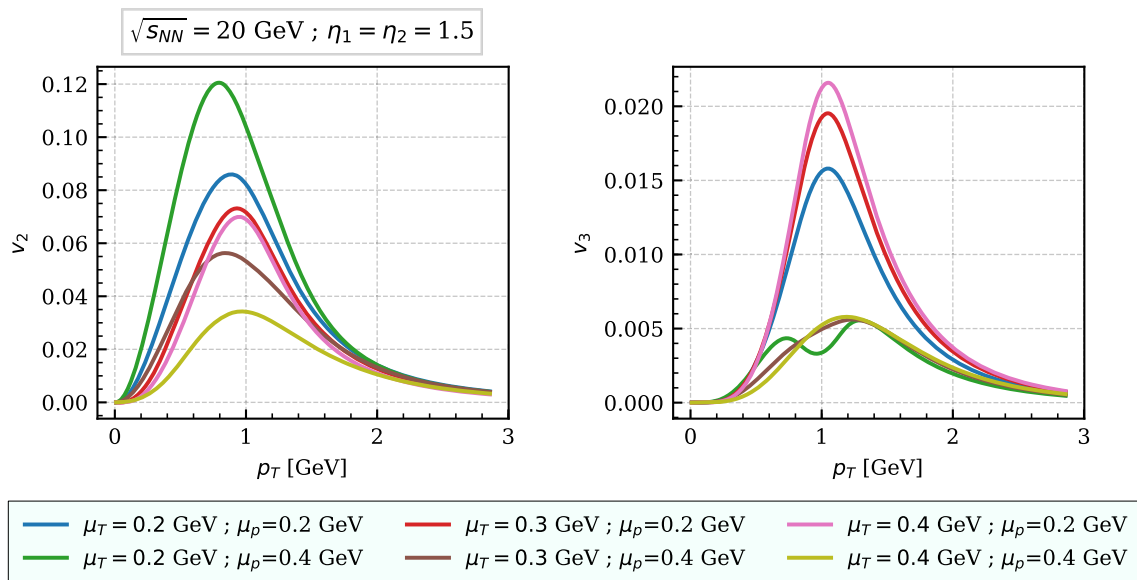 √s_NN = 20 GeV ; η₁ = η₂ = 1.5
v₂
0.12
0.10
0.08
0.06
0.04
0.02
0.00
0 1 2 3
p_T [GeV]
v₃
0.020
0.015
0.010
0.005
0.000
0 1 2 3
p_T [GeV]
μ_T = 0.2 GeV ; μ_p=0.2 GeV μ_T = 0.3 GeV ; μ_p=0.2 GeV μ_T = 0.4 GeV ; μ_p=0.2 GeV
μ_T = 0.2 GeV ; μ_p=0.4 GeV μ_T = 0.3 GeV ; μ_p=0.4 GeV μ_T = 0.4 GeV ; μ_p=0.4 GeV